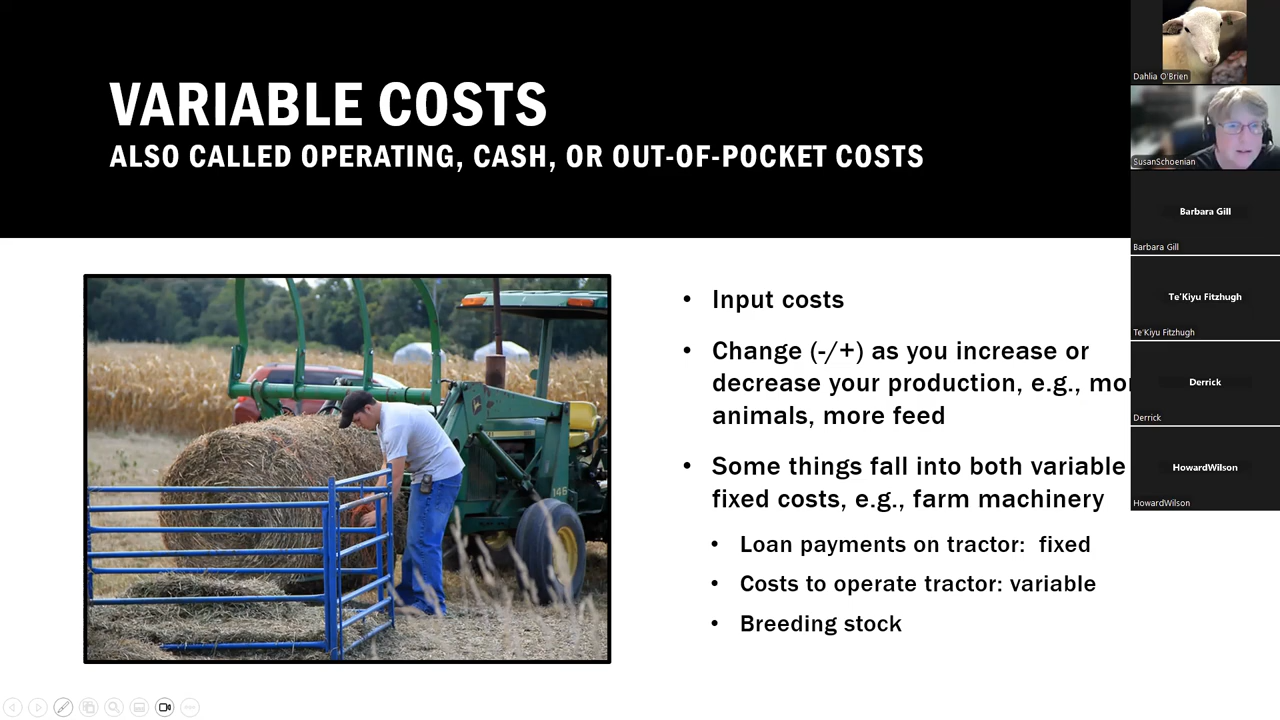 VARIABLE COSTS
ALSO CALLED OPERATING, CASH, OR OUT-OF-POCKET COSTS
• Input costs
• Change (-/+) as you increase or
decrease your production, e.g.,
animals, more feed
• Some things fall into both variable
fixed costs, e.g., farm machinery
• Loan payments on tractor: fixed
• Costs to operate tractor: variable
• Breeding stock
Dahlia O'Brien
SusanSchoenian
Barbara Gill
Barbara Gill
Te'Kiyu Fitzhugh
Te'Kiyu Fitzhugh
Derrick
Derrick
HowardWilson
HowardWilson